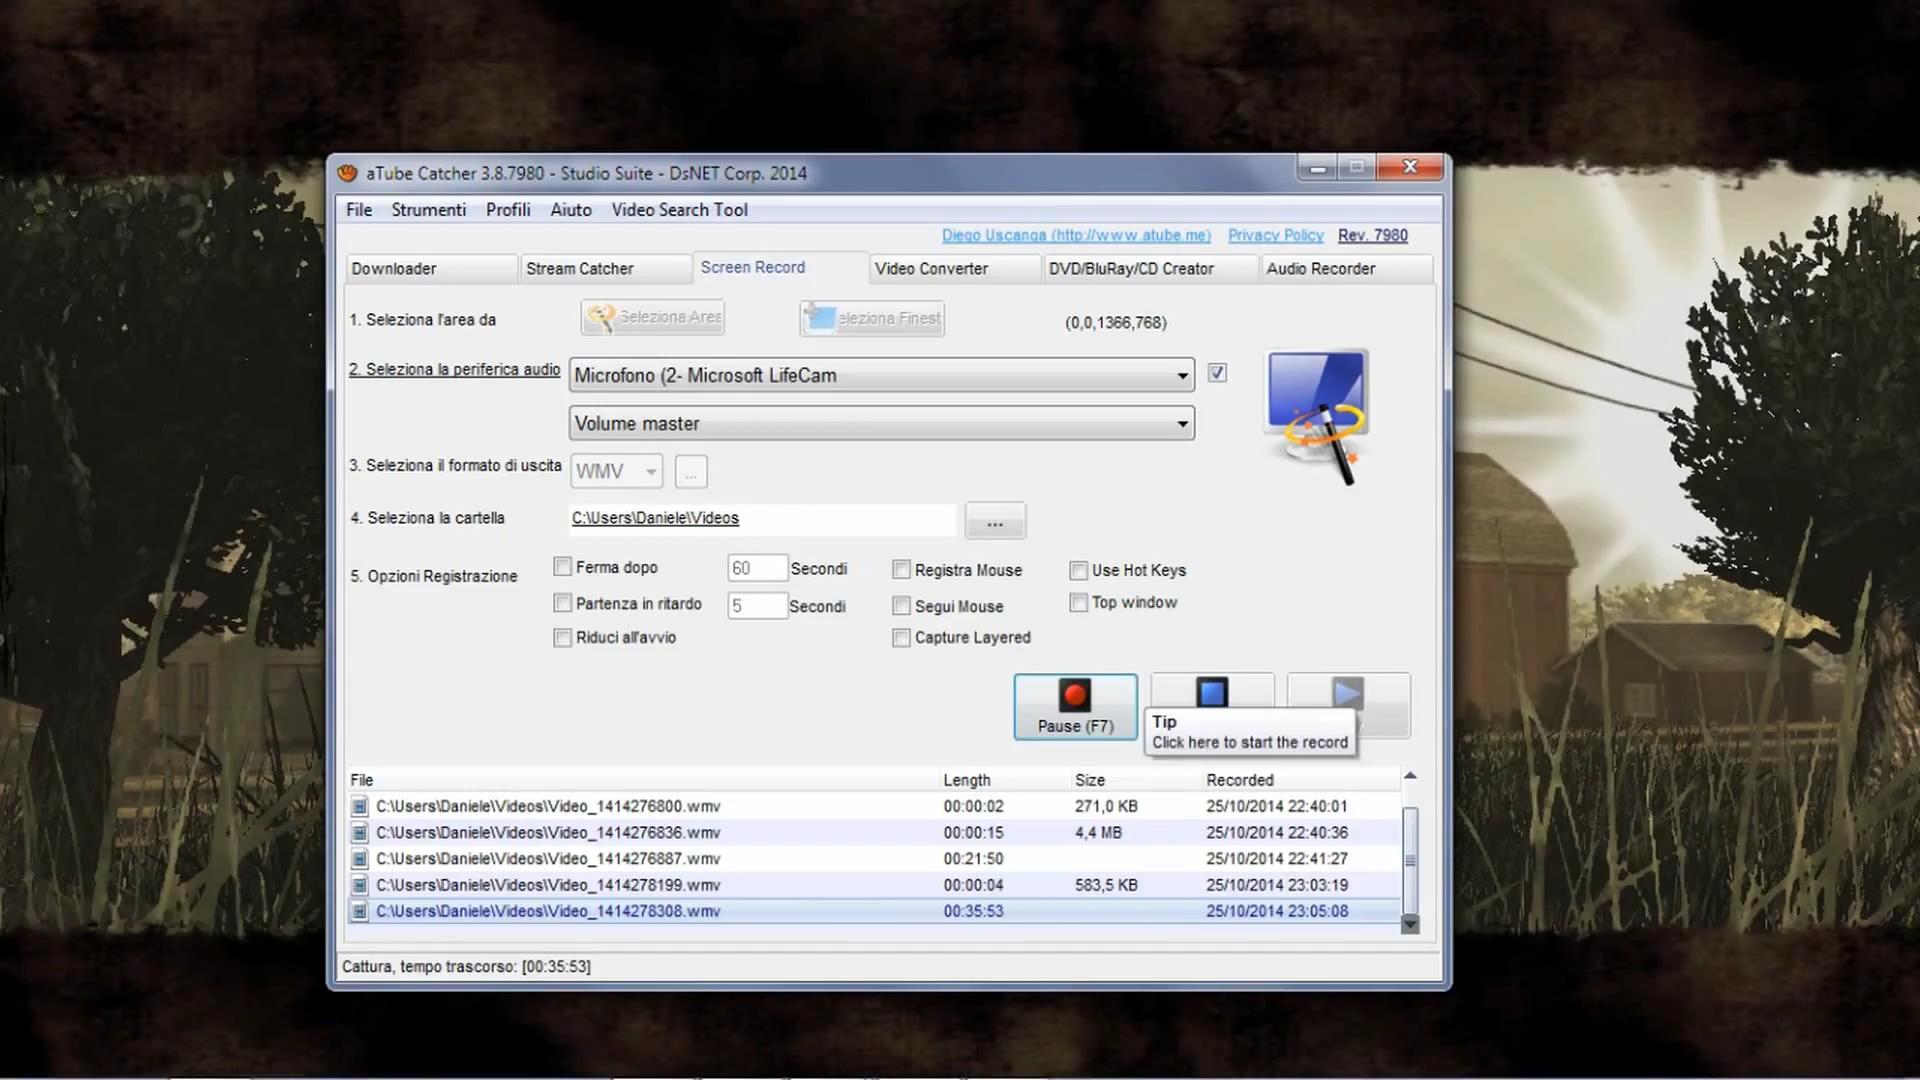 aTube Catcher 3.8.7980 - Studio Suite - DsNET Corp. 2014
File Strumenti Profili Aiuto Video Search Tool
Diego Uscanga (http://www.atube.me) Privacy Policy Rev. 7980
Downloader Stream Catcher Screen Record Video Converter DVD/BluRay/CD Creator Audio Recorder
1. Seleziona l'area da Seleziona Area eleziona Finest (0,0,1366,768)
2. Seleziona la periferica audio Microfono (2- Microsoft LifeCam
Volume master
3. Seleziona il formato di uscita WMV ...
4. Seleziona la cartella C:\Users\Daniele\Videos ...
5. Opzioni Registrazione
Ferma dopo 60 Secondi Registra Mouse Use Hot Keys
Partenza in ritardo 5 Secondi Segui Mouse Top window
Riduci all'avvio Capture Layered
Pause (F7)
Tip
Click here to start the record
File Length Size Recorded
C:\Users\Daniele\Videos\Video_1414276800.wmv 00:00:02 271,0 KB 25/10/2014 22:40:01
C:\Users\Daniele\Videos\Video_1414276836.wmv 00:00:15 4,4 MB 25/10/2014 22:40:36
C:\Users\Daniele\Videos\Video_1414276887.wmv 00:21:50 25/10/2014 22:41:27
C:\Users\Daniele\Videos\Video_1414278199.wmv 00:00:04 583,5 KB 25/10/2014 23:03:19
C:\Users\Daniele\Videos\Video_1414278308.wmv 00:35:53 25/10/2014 23:05:08
Cattura, tempo trascorso: [00:35:53]